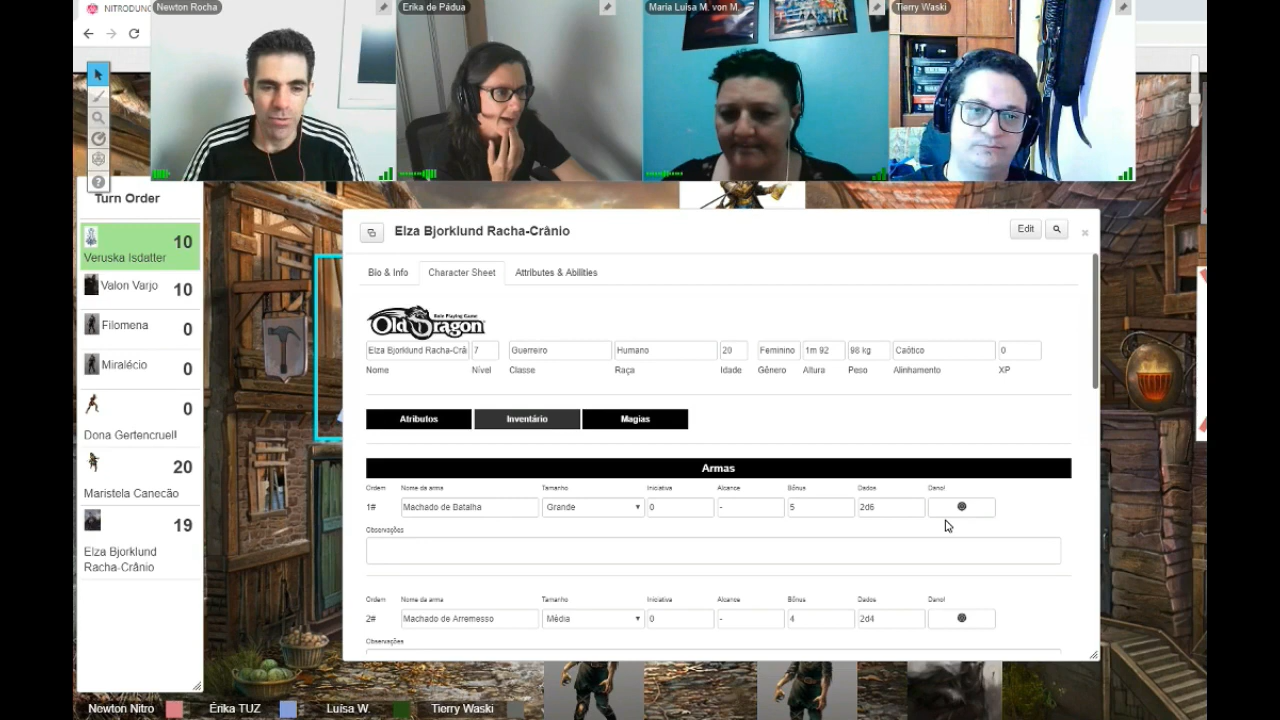 NITRODUNG
Newton Rocha
Erika de Pádua
Maria Luísa M. von M.
Tierry Waski
Turn Order
10
Veruska Isdatter
Valon Varjo 10
Filomena 0
Miralécio 0
0
Dona Gertencruell
20
Maristela Canecão
19
Elza Bjorklund
Racha-Crânio
Elza Bjorklund Racha-Crânio
Edit
Bio & Info Character Sheet Attributes & Abilities
Role Playing Game
Old Dragon
Elza Bjorklund Racha-Crâ 7 Guerreiro Humano 20 Feminino 1m 92 98 kg Caótico 0
Nome Nível Classe Raça Idade Gênero Altura Peso Alinhamento XP
Atributos Inventário Magias
Armas
Ordem Nome da arma Tamanho Iniciativa Alcance Bônus Dados Dano!
1# Machado de Batalha Grande 0 - 5 2d6
Observações
Ordem Nome da arma Tamanho Iniciativa Alcance Bônus Dados Dano!
2# Machado de Arremesso Média 0 - 4 2d4
Observações
Newton Nitro Érika TUZ Luísa W. Tierry Waski